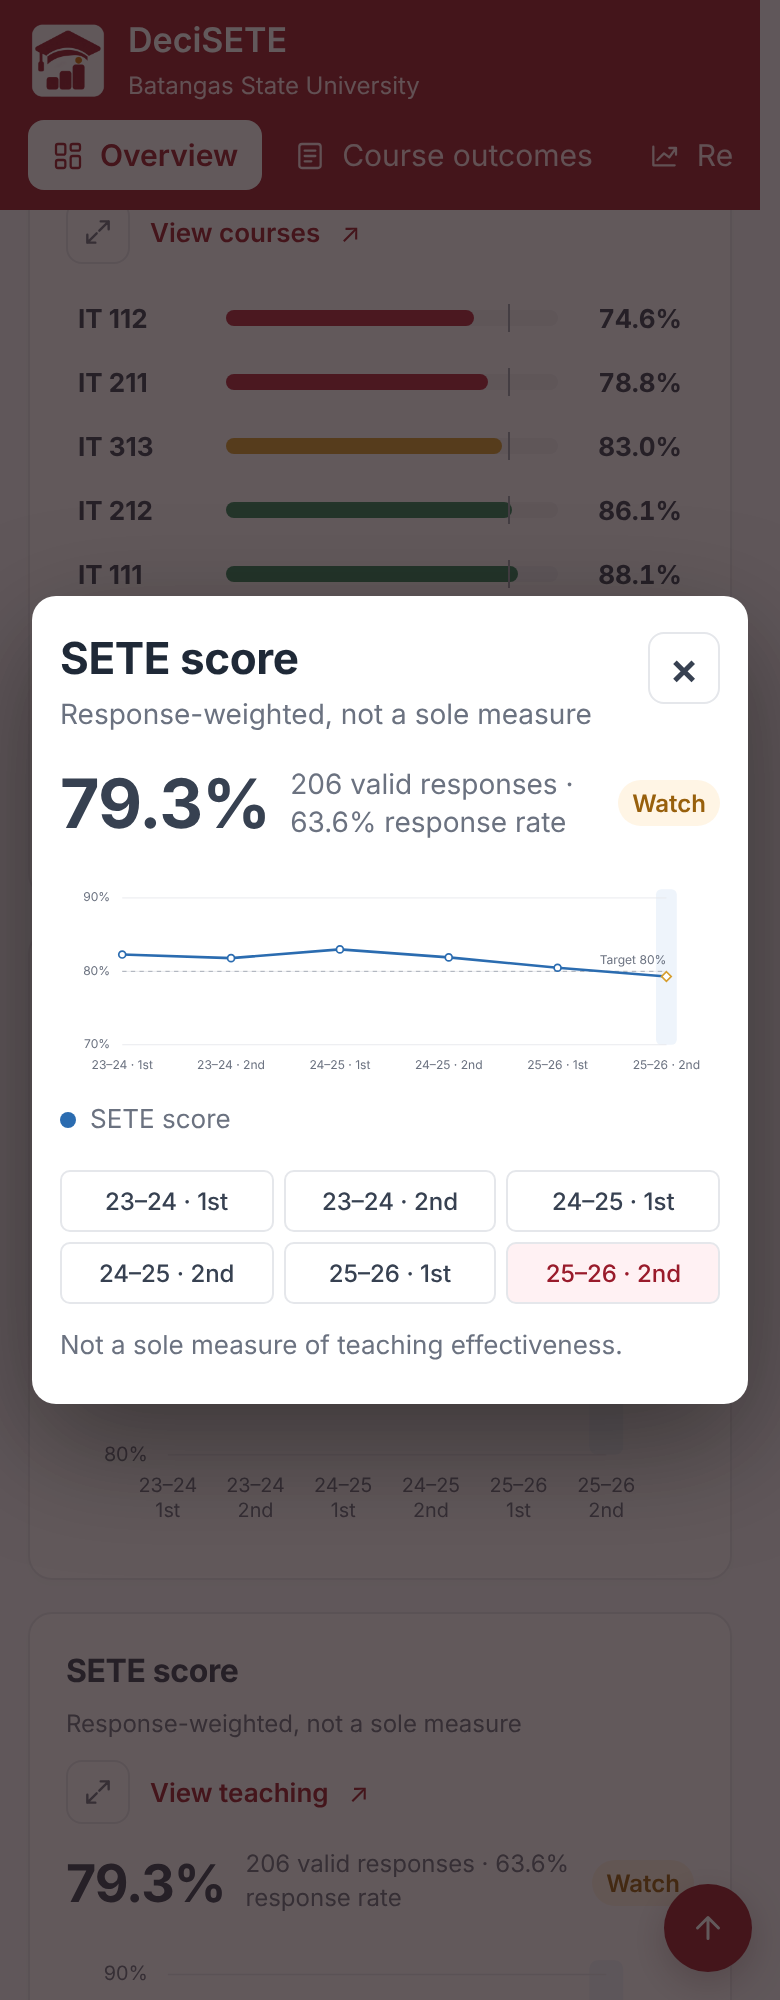 DeciSETE
Batangas State University
Overview
Course outcomes
Re
View courses
IT 112 74.6%
IT 211 78.8%
IT 313 83.0%
IT 212 86.1%
IT 111 88.1%
SETE score
Response-weighted, not a sole measure
79.3%
206 valid responses ·
63.6% response rate
Watch
90%
80%
70%
Target 80%
23–24 · 1st 23–24 · 2nd 24–25 · 1st 24–25 · 2nd 25–26 · 1st 25–26 · 2nd
SETE score
23–24 · 1st 23–24 · 2nd 24–25 · 1st
24–25 · 2nd 25–26 · 1st 25–26 · 2nd
Not a sole measure of teaching effectiveness.
80%
23–24 23–24 24–25 24–25 25–26 25–26
1st 2nd 1st 2nd 1st 2nd
SETE score
Response-weighted, not a sole measure
View teaching
79.3%
206 valid responses · 63.6%
response rate
Watch
90%